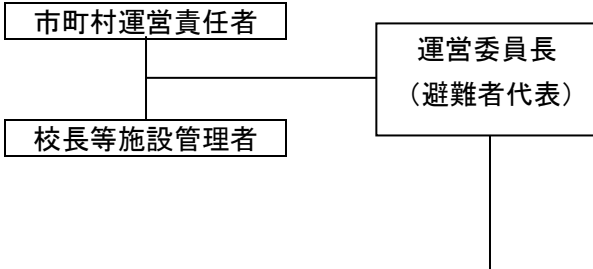 市町村運営責任者
運営委員長
（避難者代表）
校長等施設管理者